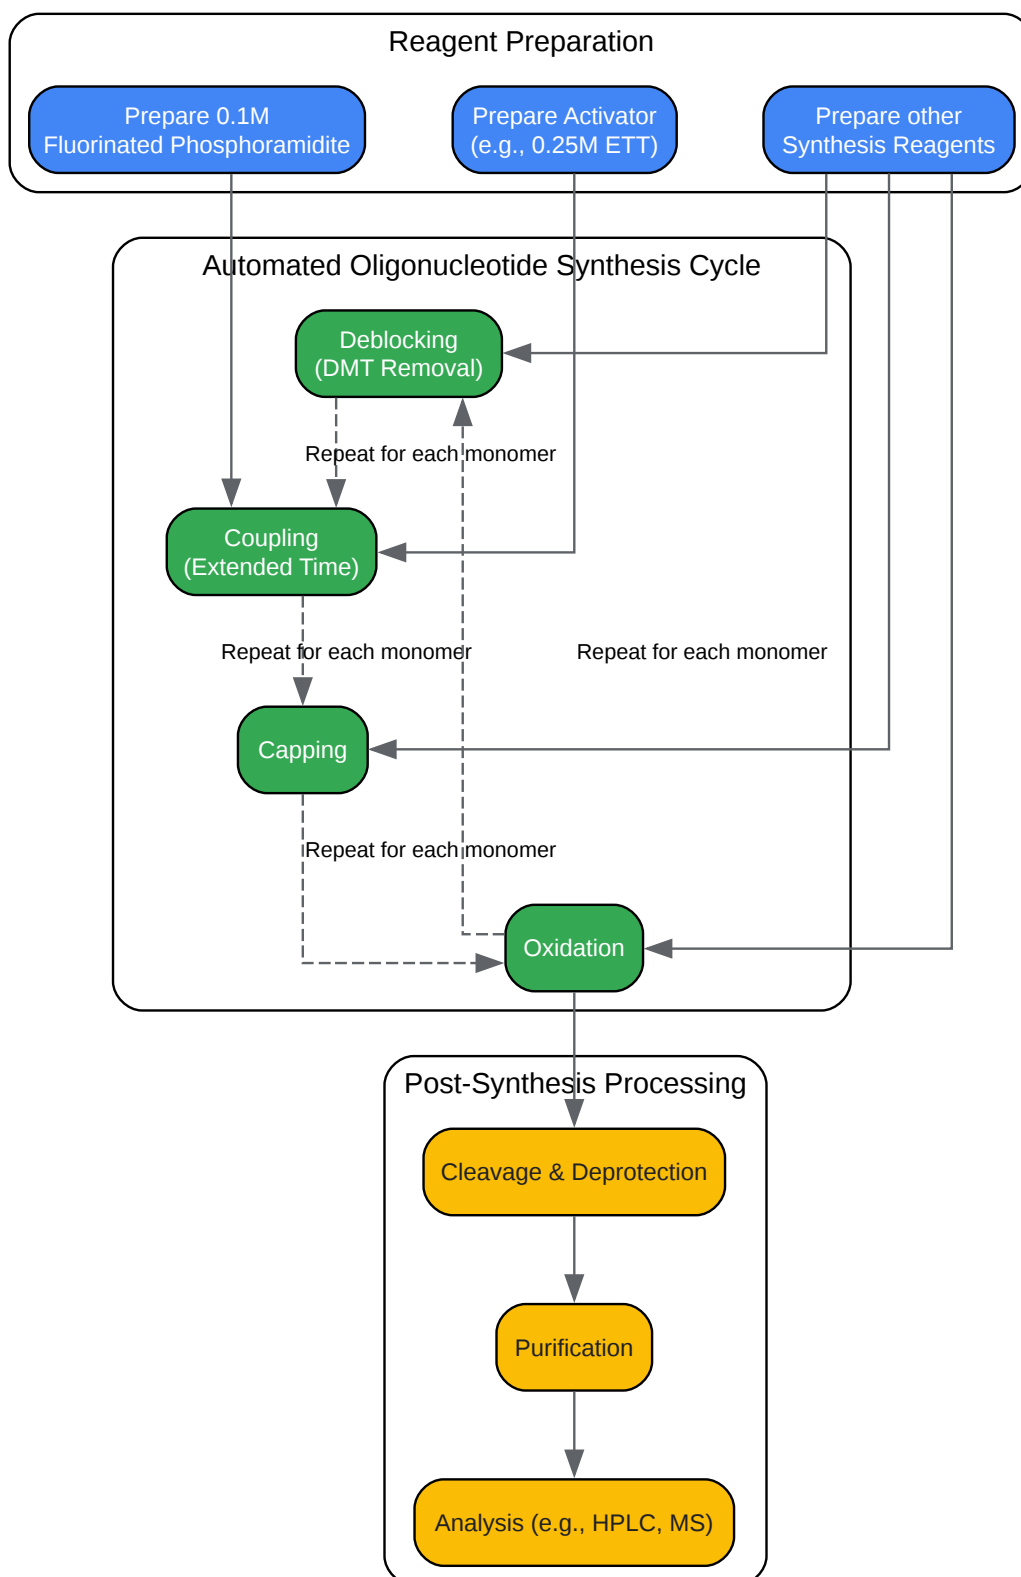 Reagent Preparation
Prepare 0.1M
Fluorinated Phosphoramidite
Prepare Activator
(e.g., 0.25M ETT)
Prepare other
Synthesis Reagents
Automated Oligonucleotide Synthesis Cycle
Deblocking
(DMT Removal)
Repeat for each monomer
Coupling
(Extended Time)
Repeat for each monomer
Repeat for each monomer
Capping
Repeat for each monomer
Oxidation
Post-Synthesis Processing
Cleavage & Deprotection
Purification
Analysis (e.g., HPLC, MS)